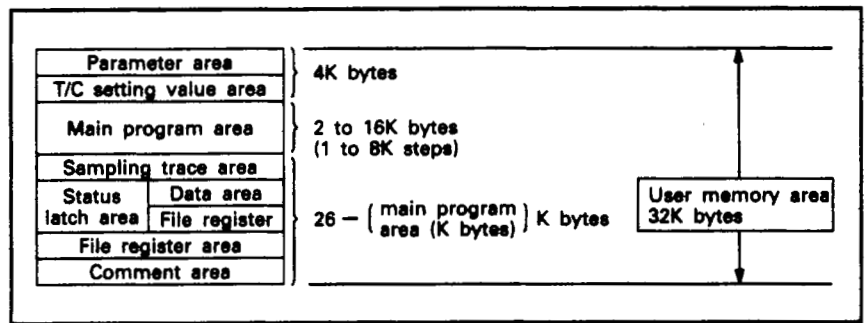 Parameter area
T/C setting value area
4K bytes
Main program area
2 to 16K bytes
(1 to 8K steps)
Sampling trace area
Status
latch area
Data area
File register
File register area
Comment area
26 − ( main program
area (K bytes) ) K bytes
User memory area
32K bytes